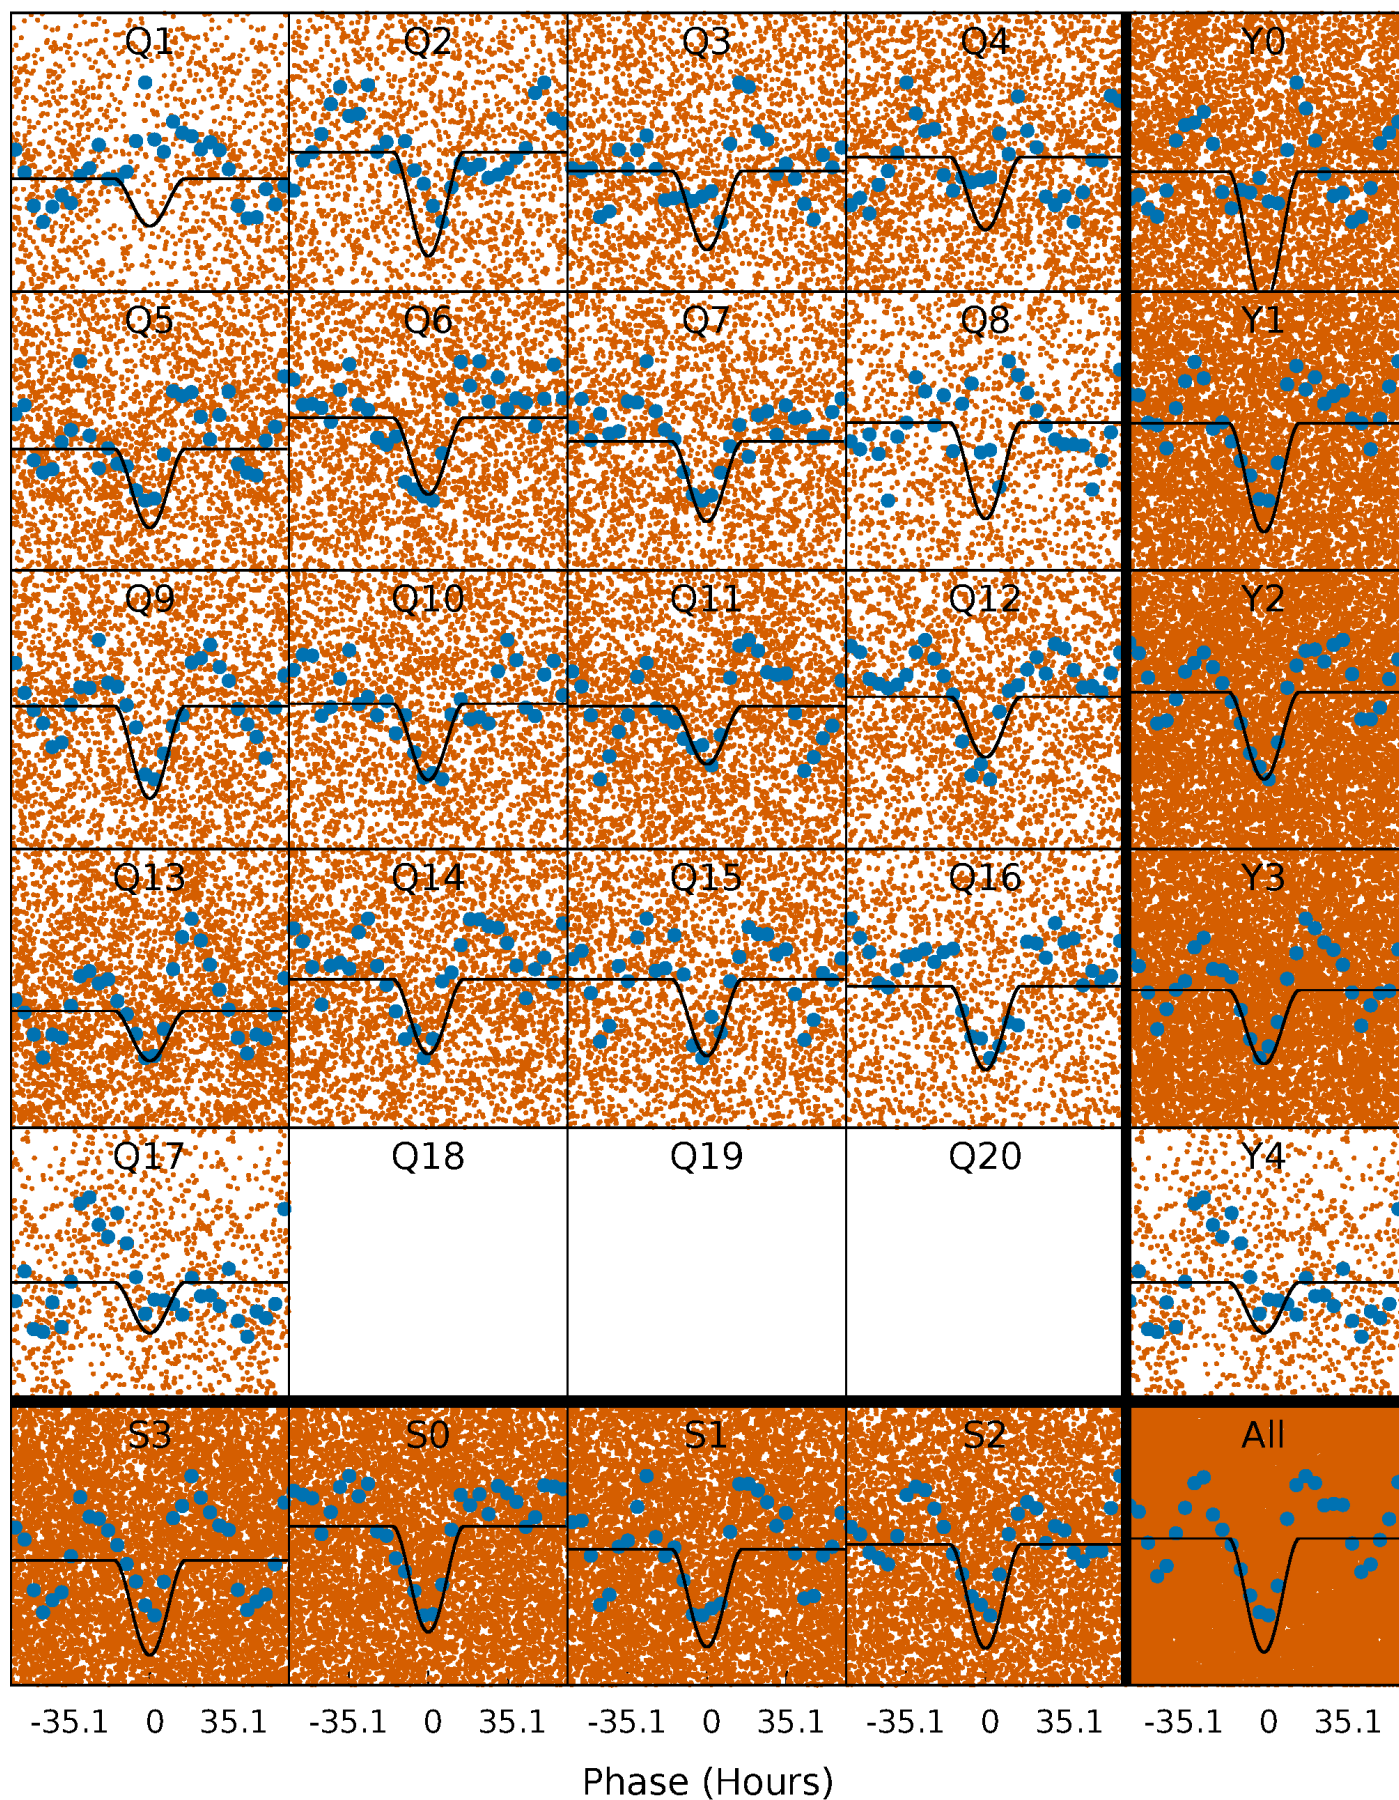 Q1 Q2 Q3 Q4 Y0
Q5 Q6 Q7 Q8 Y1
Q9 Q10 Q11 Q12 Y2
Q13 Q14 Q15 Q16 Y3
Q17 Q18 Q19 Q20 Y4
S3 S0 S1 S2 All
-35.1 0 35.1 -35.1 0 35.1 -35.1 0 35.1 -35.1 0 35.1 -35.1 0 35.1
Phase (Hours)